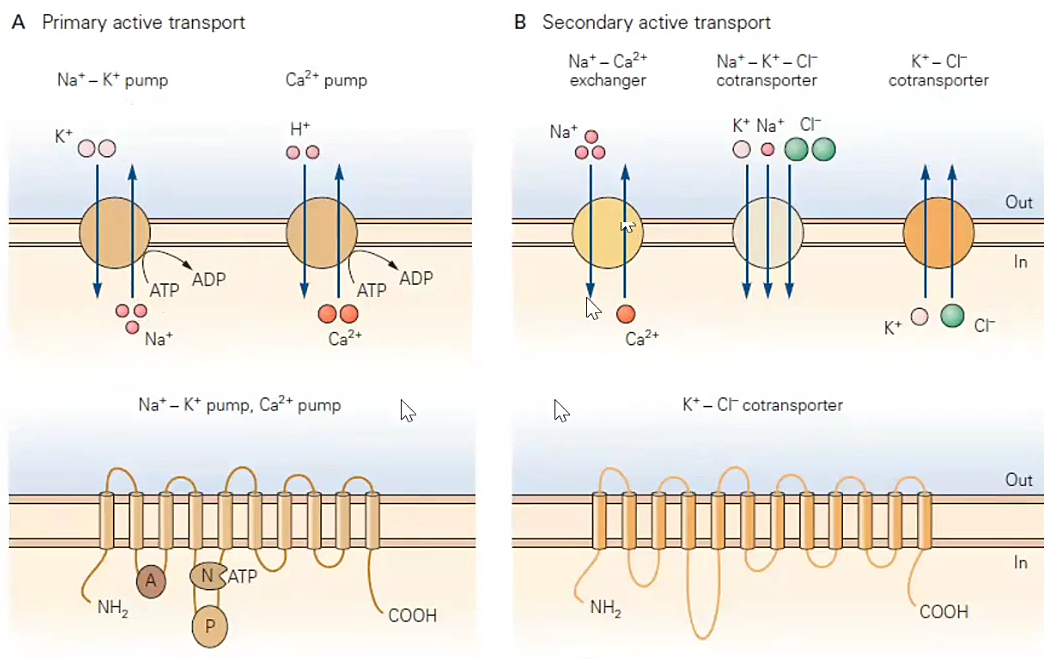 A Primary active transport
Na⁺ – K⁺ pump
Ca²⁺ pump
K⁺
H⁺
ATP
ADP
ATP
ADP
Na⁺
Ca²⁺
Na⁺ – K⁺ pump, Ca²⁺ pump
A
N
ATP
P
NH₂
COOH
B Secondary active transport
Na⁺ – Ca²⁺
exchanger
Na⁺ – K⁺ – Cl⁻
cotransporter
K⁺ – Cl⁻
cotransporter
Na⁺
K⁺ Na⁺ Cl⁻
Out
In
Ca²⁺
K⁺
Cl⁻
K⁺ – Cl⁻ cotransporter
Out
In
NH₂
COOH